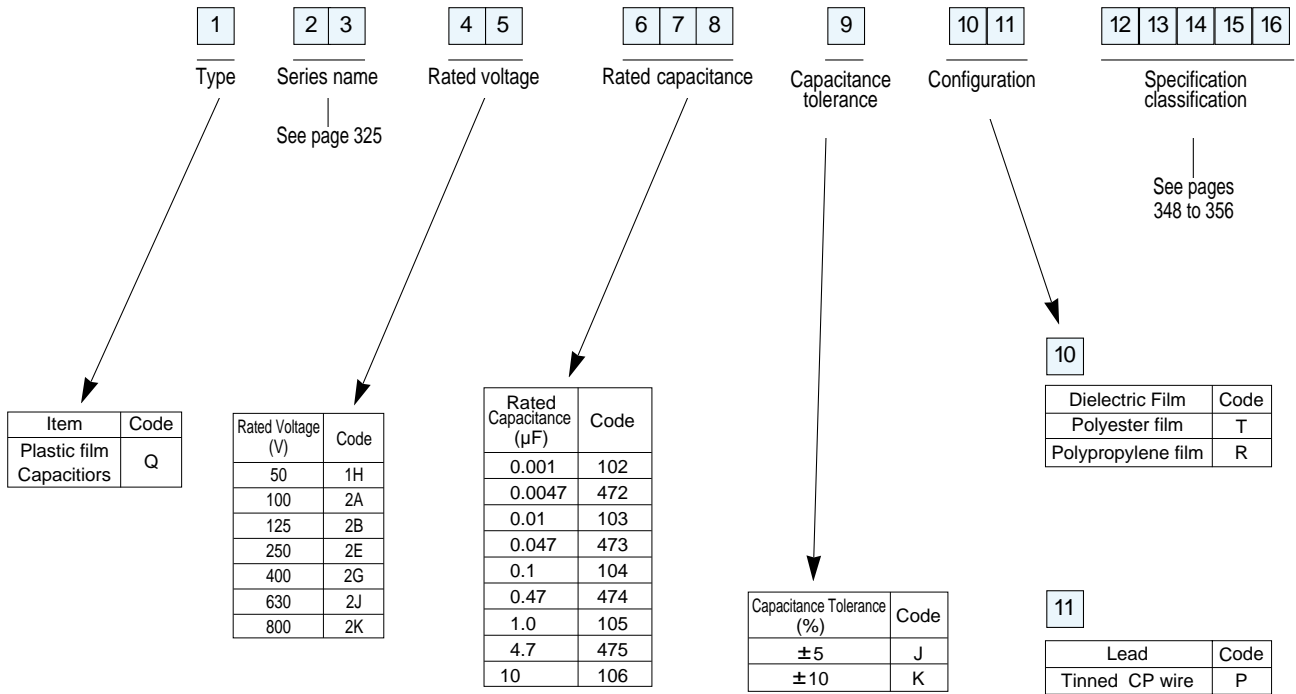 1 2 3 4 5 6 7 8 9 10 11 12 13 14 15 16
Type Series name Rated voltage Rated capacitance Capacitance tolerance Configuration Specification classification
See page 325
See pages
348 to 356
Item Code
Plastic film Capacitiors Q
Rated Voltage (V) Code
50 1H
100 2A
125 2B
250 2E
400 2G
630 2J
800 2K
Rated Capacitance (µF) Code
0.001 102
0.0047 472
0.01 103
0.047 473
0.1 104
0.47 474
1.0 105
4.7 475
10 106
Capacitance Tolerance (%) Code
±5 J
±10 K
10
Dielectric Film Code
Polyester film T
Polypropylene film R
11
Lead Code
Tinned CP wire P